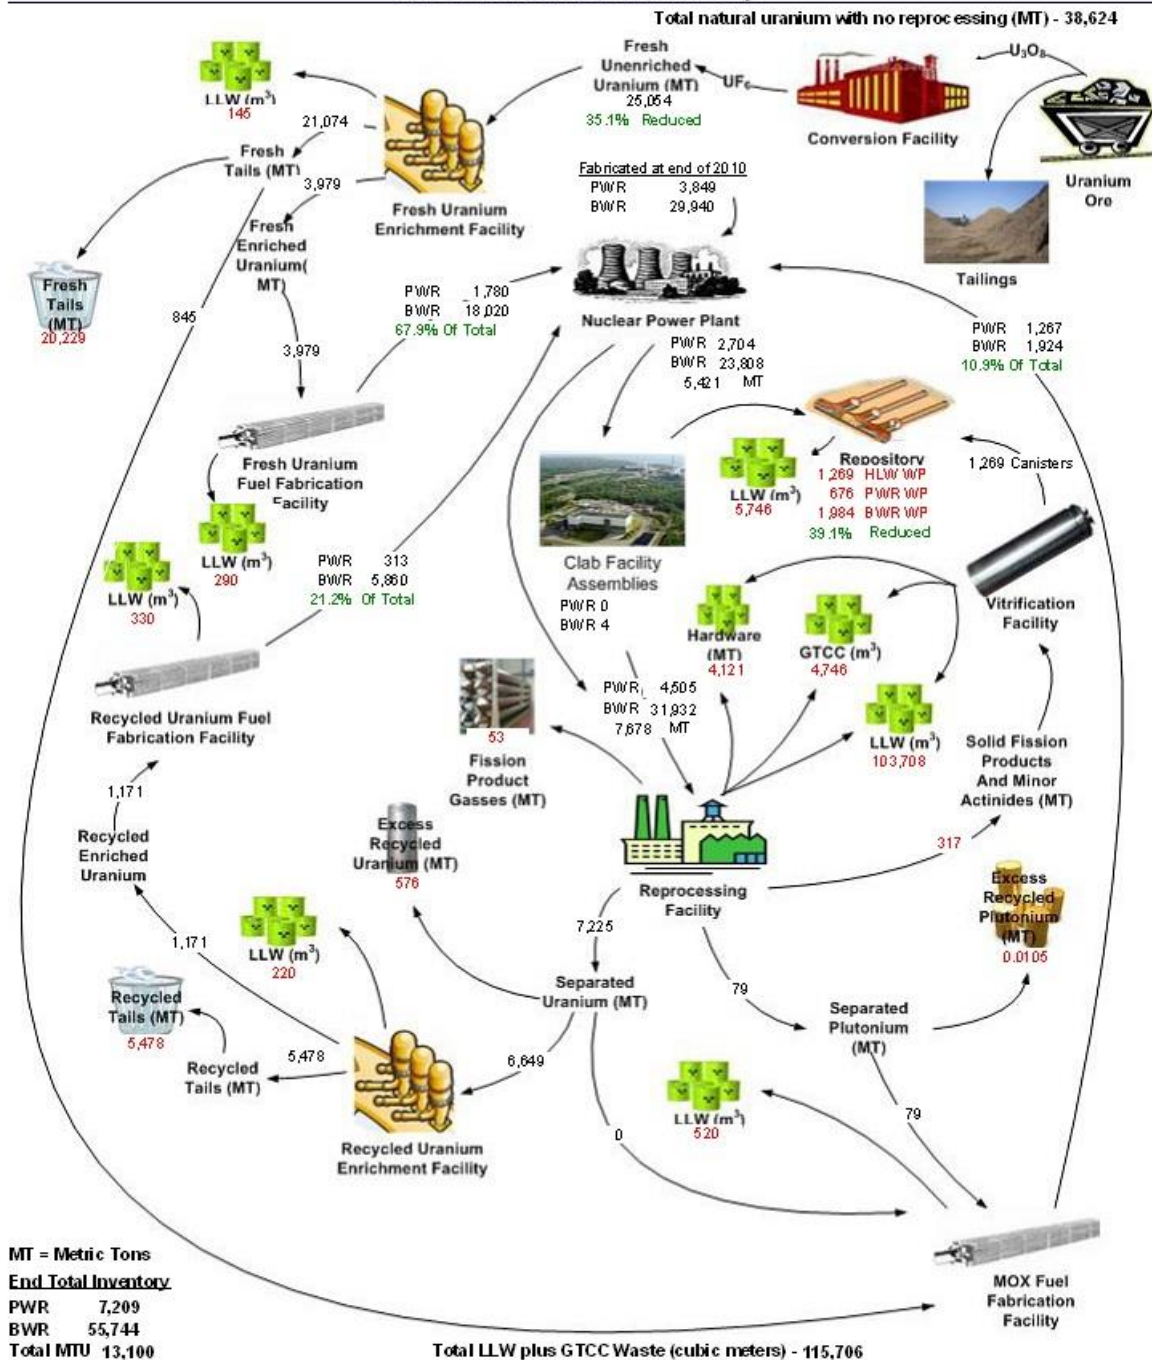 Total natural uranium with no reprocessing (MT) - 38,624
LLW (m³)
145
Fresh
Unenriched
Uranium (MT)
25,054
35.1% Reduced
UF₆
U₃O₈
Conversion Facility
Uranium
Ore
Tailings
21,074
Fresh
Tails (MT)
3,979
Fresh
Enriched
Uranium(
MT)
Fresh Uranium
Enrichment Facility
Fabricated at end of 2010
PWR 3,849
BWR 29,940
Fresh
Tails
(MT)
20,229
845
3,979
PWR 1,780
BWR 18,020
67.9% Of Total
Nuclear Power Plant
PWR 2,704
BWR 23,808
5,421 MT
PWR 1,267
BWR 1,924
10.9% Of Total
Fresh Uranium
Fuel Fabrication
Facility
LLW (m³)
290
LLW (m³)
5,746
Repository
1,269 HLW WP
676 PWR WP
1,984 BWR WP
39.1% Reduced
1,269 Canisters
Clab Facility
Assemblies
PWR 0
BWR 4
LLW (m³)
330
PWR 313
BWR 5,860
21.2% Of Total
Hardware
(MT)
4,121
GTCC (m³)
4,746
Vitrification
Facility
Recycled Uranium Fuel
Fabrication Facility
PWR 4,505
BWR 31,932
7,678 MT
53
Fission
Product
Gasses (MT)
LLW (m³)
103,708
Solid Fission
Products
And Minor
Actinides (MT)
1,171
Recycled
Enriched
Uranium
Excess
Recycled
Uranium (MT)
576
Reprocessing
Facility
317
Excess
Recycled
Plutonium
(MT)
0.0105
1,171
LLW (m³)
220
7,225
Separated
Uranium (MT)
79
Separated
Plutonium
(MT)
Recycled
Tails (MT)
5,478
Recycled
Tails (MT)
5,478
6,649
Recycled Uranium
Enrichment Facility
0
LLW (m³)
520
79
MOX Fuel
Fabrication
Facility
MT = Metric Tons
End Total Inventory
PWR 7,209
BWR 55,744
Total MTU 13,100
Total LLW plus GTCC Waste (cubic meters) - 115,706